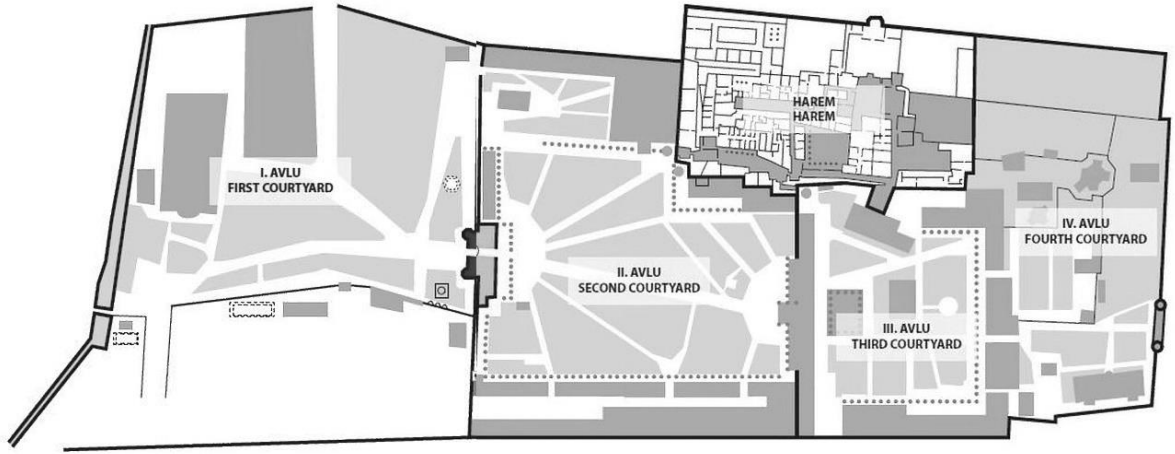 I. AVLU
FIRST COURTYARD
II. AVLU
SECOND COURTYARD
HAREM
HAREM
III. AVLU
THIRD COURTYARD
IV. AVLU
FOURTH COURTYARD